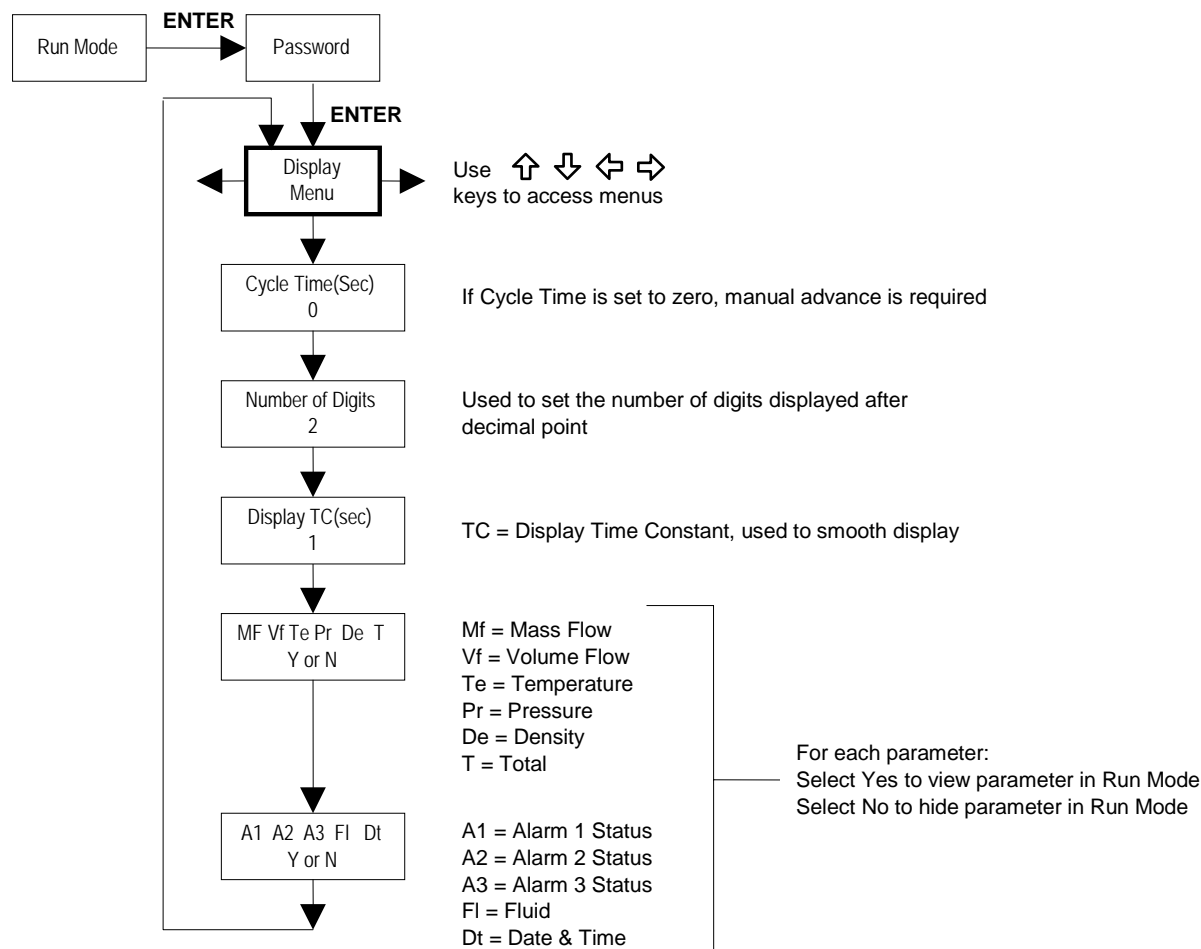 ENTER
Run Mode
Password
ENTER
Display
Menu
Use
keys to access menus
Cycle Time(Sec)
0
If Cycle Time is set to zero, manual advance is required
Number of Digits
2
Used to set the number of digits displayed after
decimal point
Display TC(sec)
1
TC = Display Time Constant, used to smooth display
MF Vf Te Pr De T
Y or N
Mf = Mass Flow
Vf = Volume Flow
Te = Temperature
Pr = Pressure
De = Density
T = Total
For each parameter:
Select Yes to view parameter in Run Mode
Select No to hide parameter in Run Mode
A1 A2 A3 Fl Dt
Y or N
A1 = Alarm 1 Status
A2 = Alarm 2 Status
A3 = Alarm 3 Status
Fl = Fluid
Dt = Date & Time